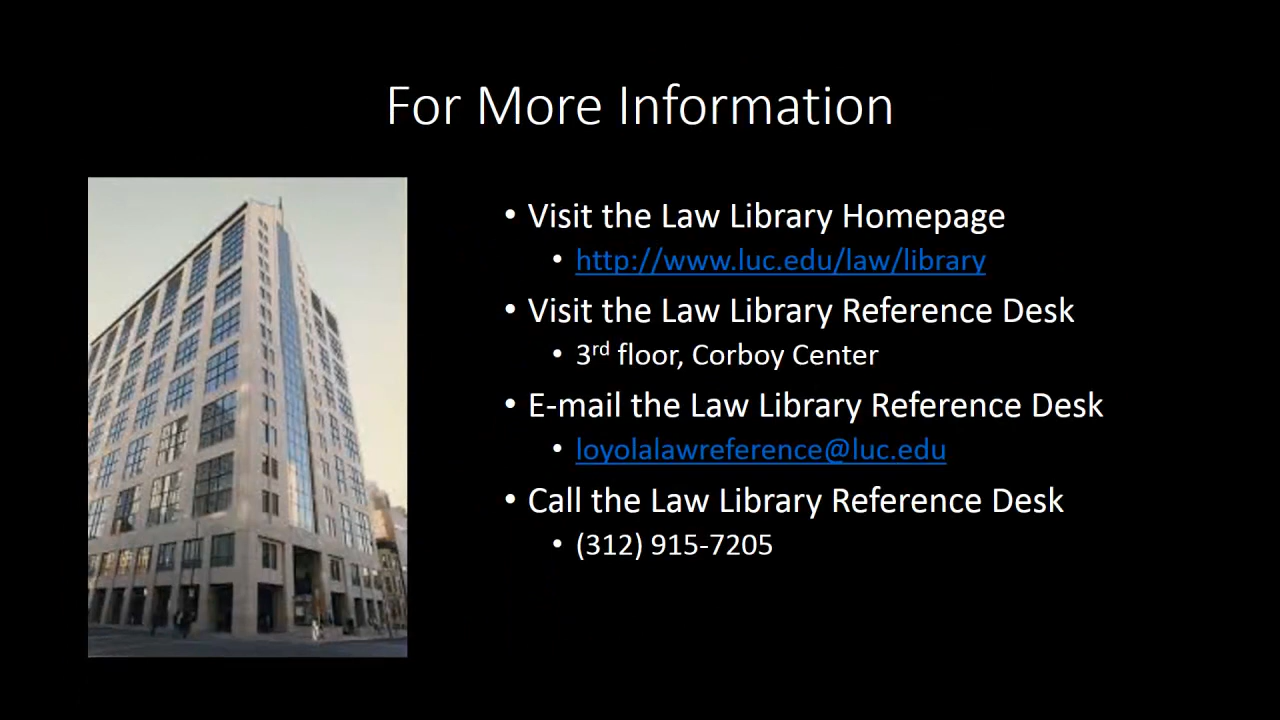 For More Information
• Visit the Law Library Homepage
• http://www.luc.edu/law/library
• Visit the Law Library Reference Desk
• 3rd floor, Corboy Center
• E-mail the Law Library Reference Desk
• loyolalawreference@luc.edu
• Call the Law Library Reference Desk
• (312) 915-7205